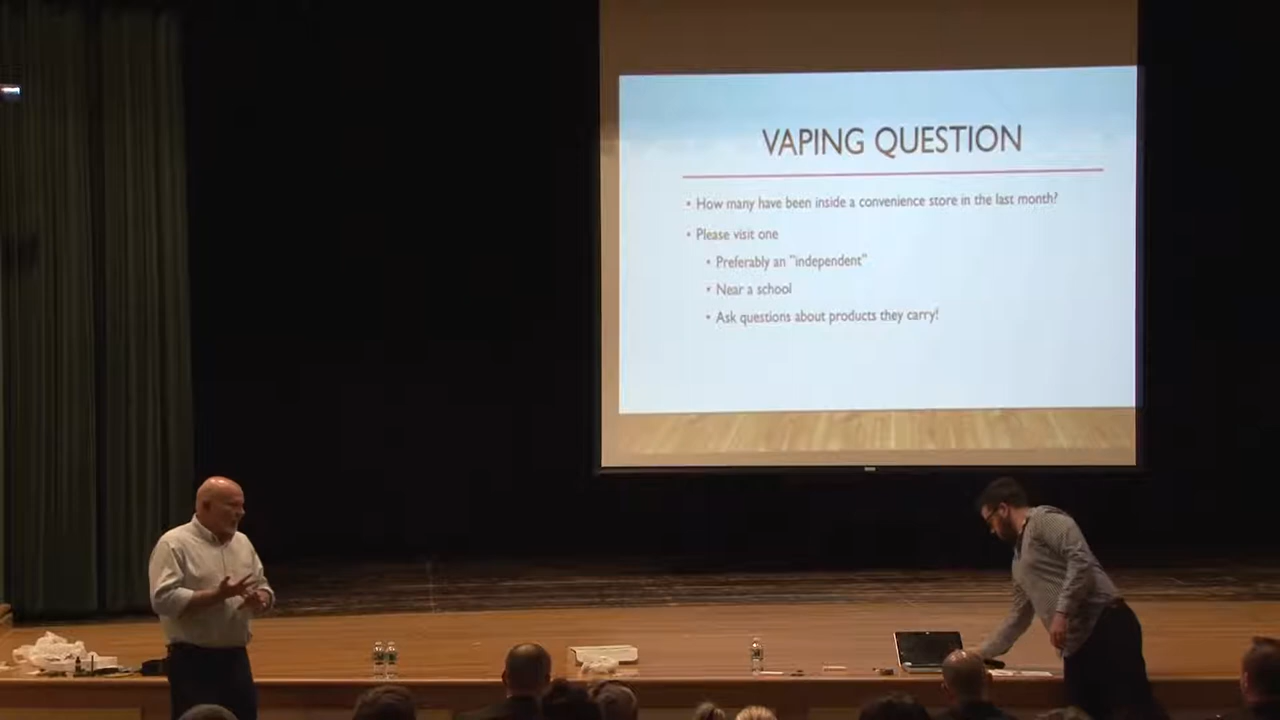 VAPING QUESTION
• How many have been inside a convenience store in the last month?
• Please visit one
• Preferably an "independent"
• Near a school
• Ask questions about products they carry!